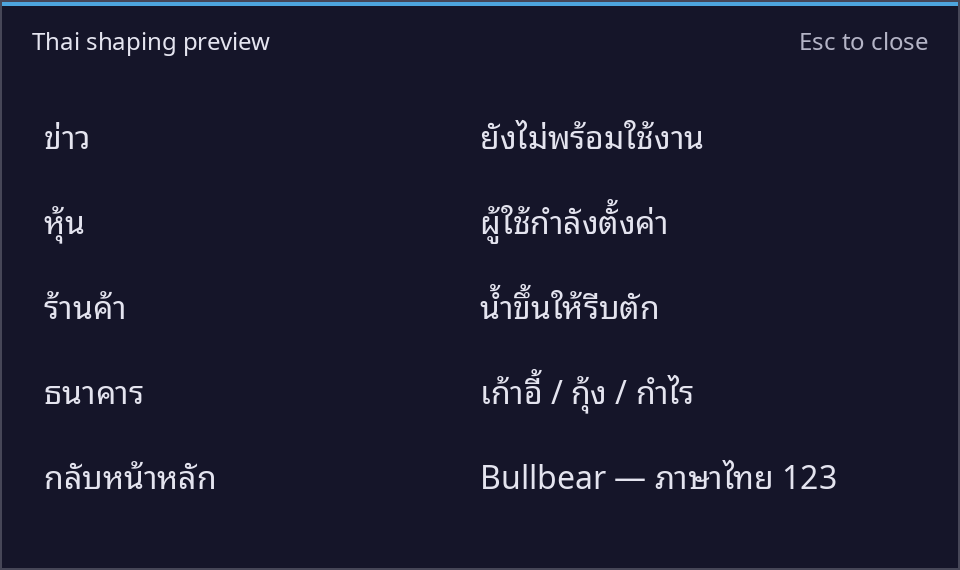 Thai shaping preview
Esc to close
ข่าว
ยังไม่พร้อมใช้งาน
หุ้น
ผู้ใช้กำลังตั้งค่า
ร้านค้า
น้ำขึ้นให้รีบตัก
ธนาคาร
เก้าอี้ / กุ้ง / กำไร
กลับหน้าหลัก
Bullbear — ภาษาไทย 123